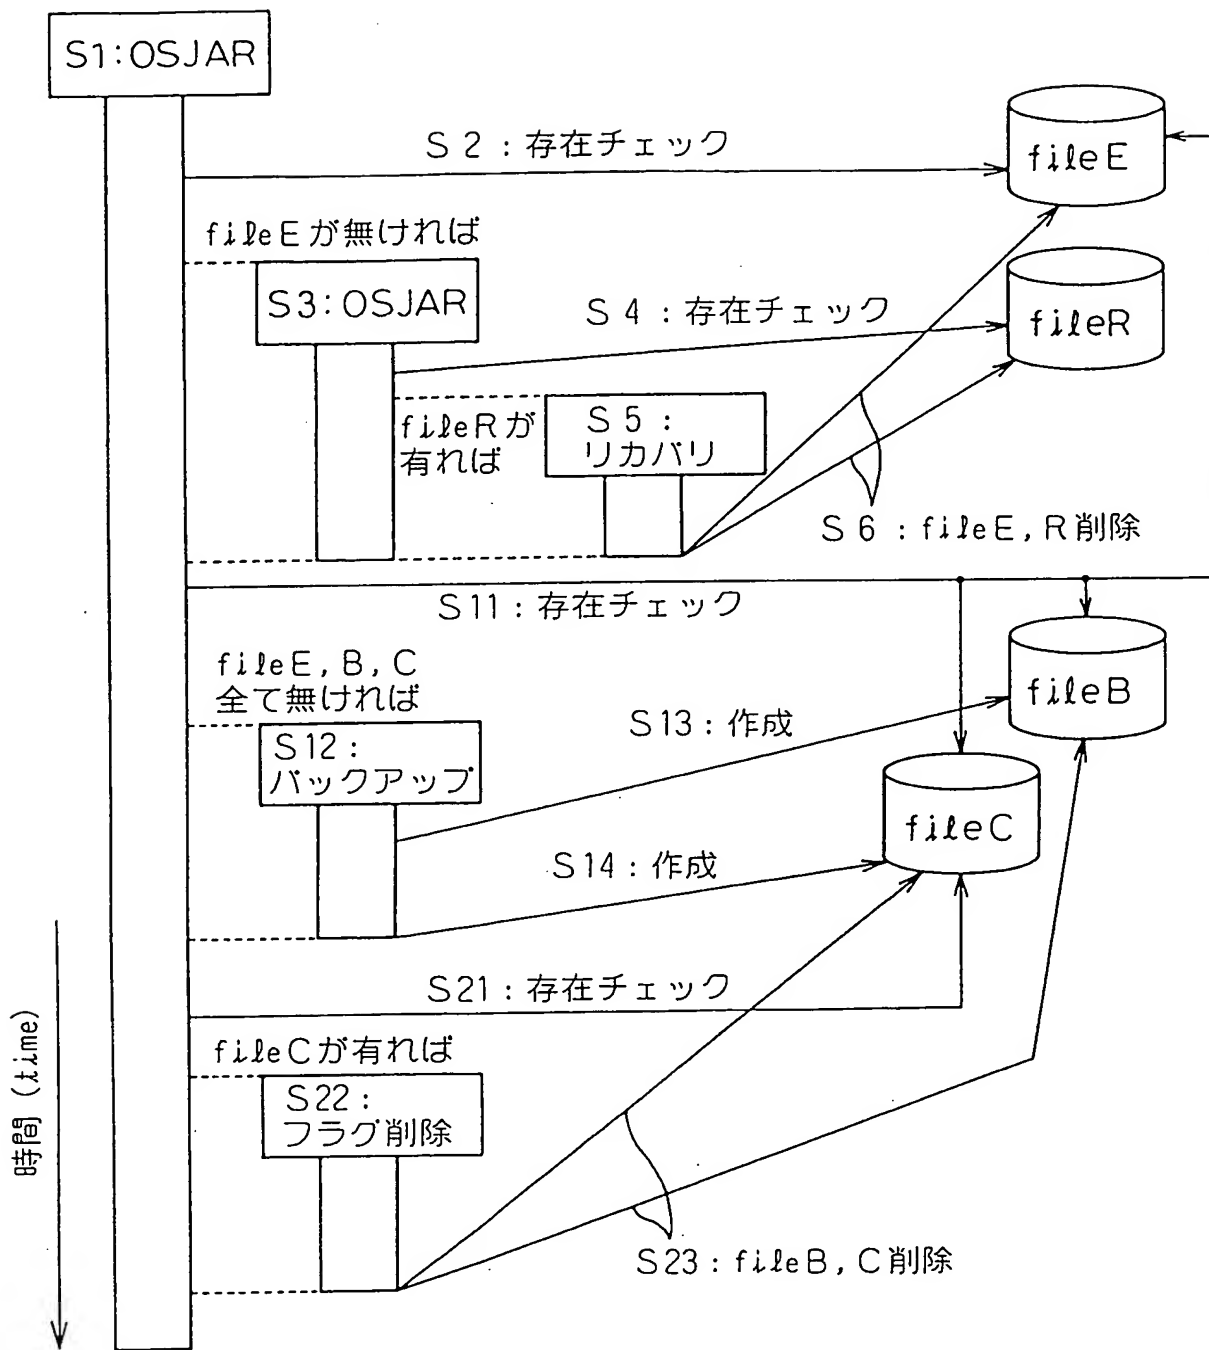 S1:OSJAR
S2:存在チェック
fileE
fileEが無ければ
S3:OSJAR
S4:存在チェック
fileR
fileRが
有れば
S5:
リカバリ
S6:fileE,R削除
S11:存在チェック
fileE,B,C
全て無ければ
fileB
S12:
バックアップ
S13:作成
fileC
S14:作成
S21:存在チェック
fileCが有れば
時間(time)
S22:
フラグ削除
S23:fileB,C削除